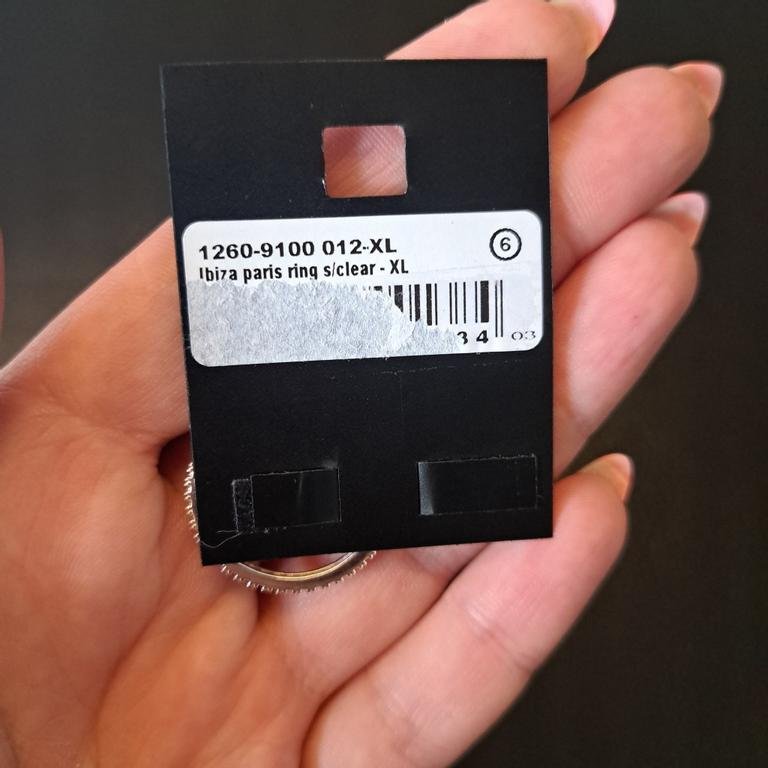 1260-9100 012-XL
6
Ibiza paris ring s/clear - XL
34 03